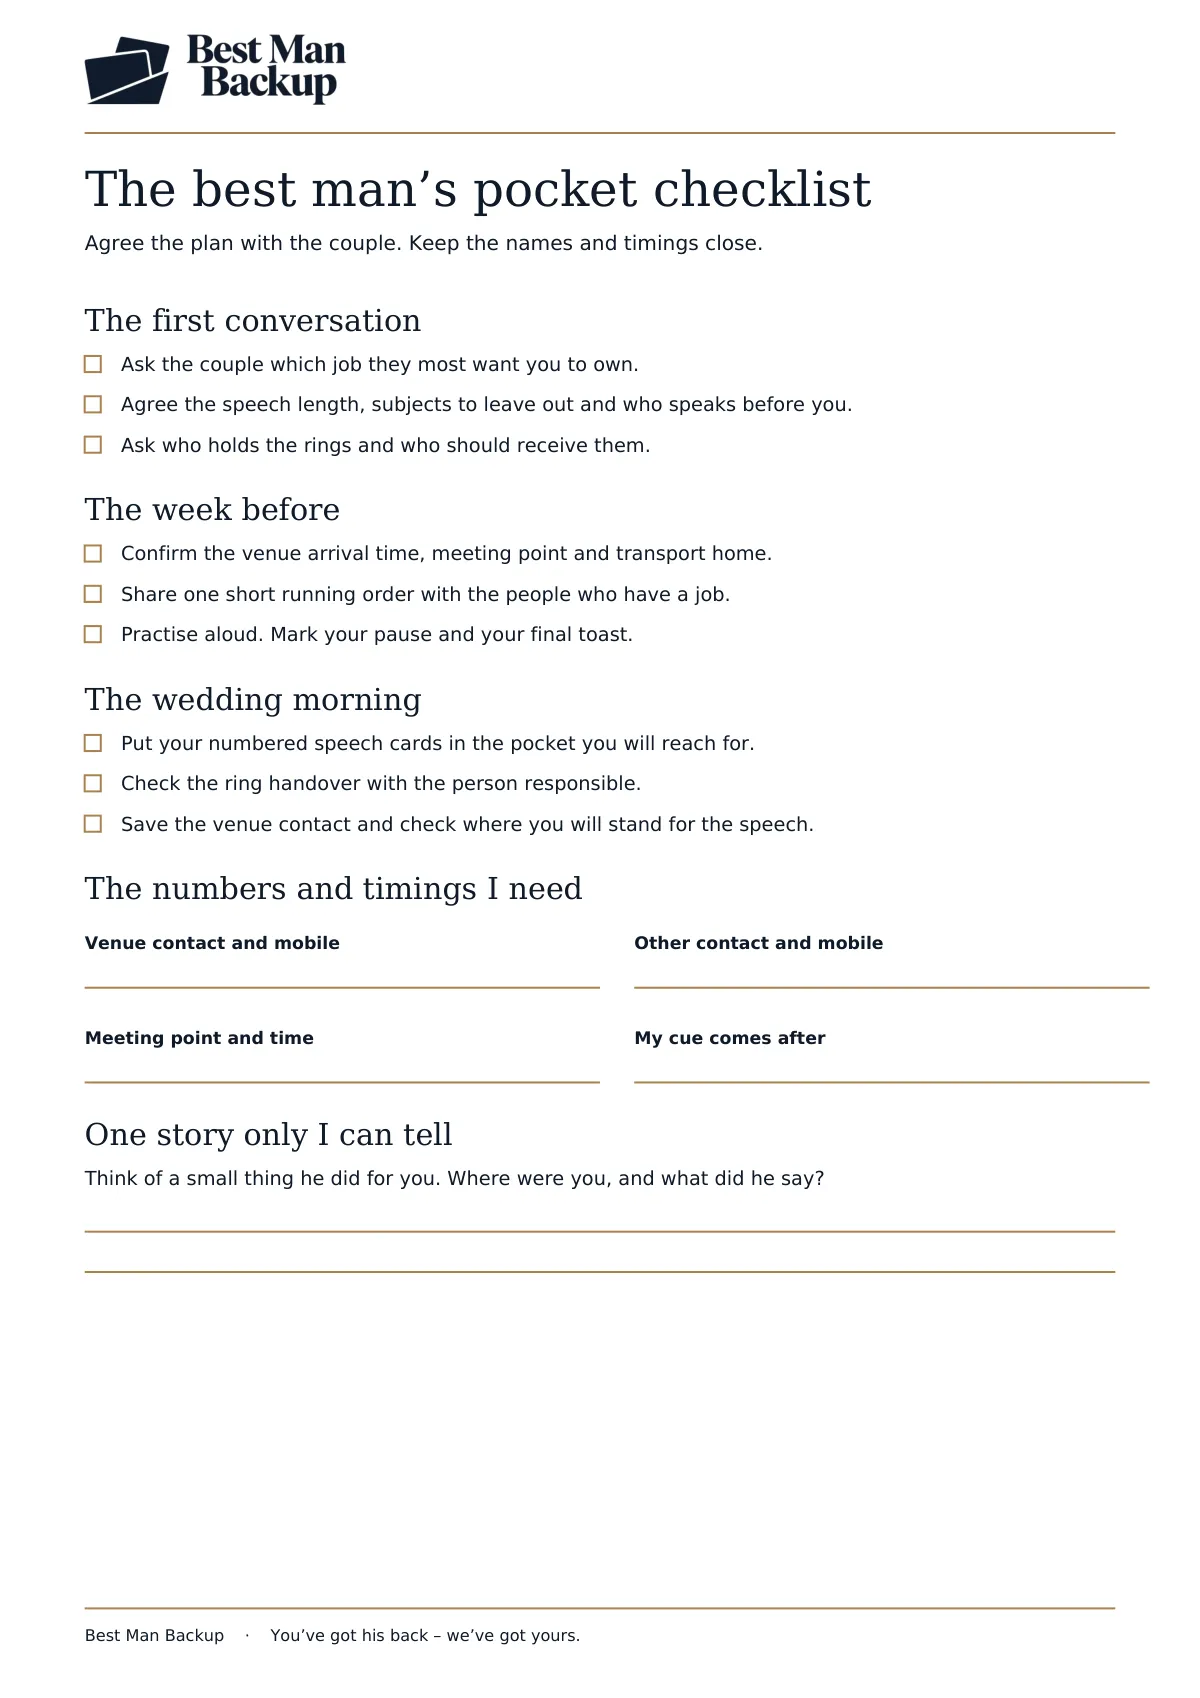 Best Man
Backup
The best man’s pocket checklist
Agree the plan with the couple. Keep the names and timings close.
The first conversation
Ask the couple which job they most want you to own.
Agree the speech length, subjects to leave out and who speaks before you.
Ask who holds the rings and who should receive them.
The week before
Confirm the venue arrival time, meeting point and transport home.
Share one short running order with the people who have a job.
Practise aloud. Mark your pause and your final toast.
The wedding morning
Put your numbered speech cards in the pocket you will reach for.
Check the ring handover with the person responsible.
Save the venue contact and check where you will stand for the speech.
The numbers and timings I need
Venue contact and mobile
Other contact and mobile
Meeting point and time
My cue comes after
One story only I can tell
Think of a small thing he did for you. Where were you, and what did he say?
Best Man Backup · You’ve got his back – we’ve got yours.